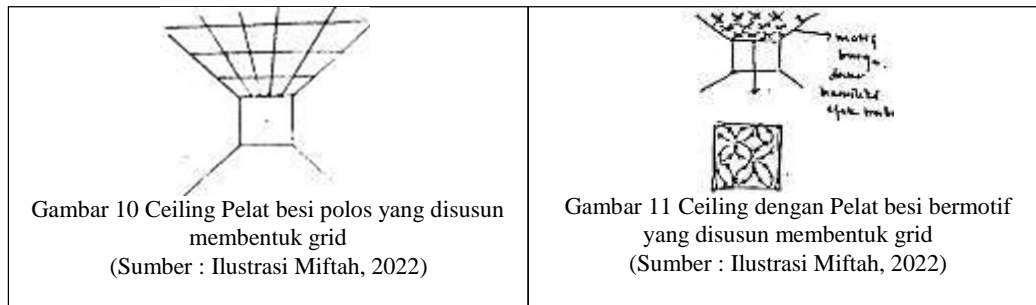 Gambar 10 Ceiling Pelat besi polos yang disusun
membentuk grid
(Sumber : Ilustrasi Miftah, 2022)
motif
bunga
Gambar 11 Ceiling dengan Pelat besi bermotif
yang disusun membentuk grid
(Sumber : Ilustrasi Miftah, 2022)